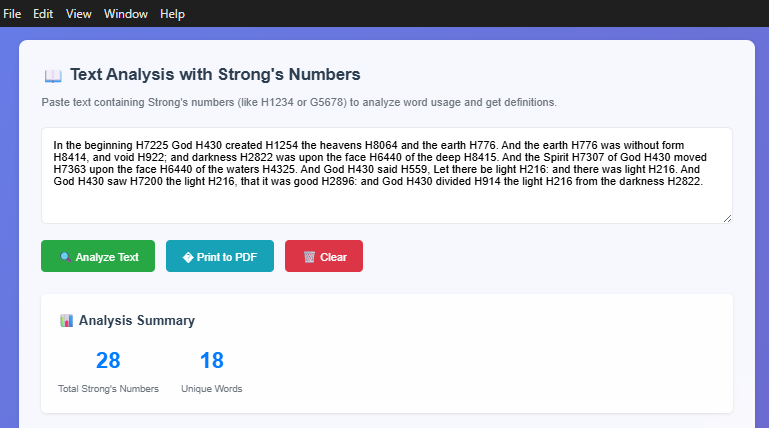 File Edit View Window Help
📖 Text Analysis with Strong's Numbers
Paste text containing Strong's numbers (like H1234 or G5678) to analyze word usage and get definitions.
In the beginning H7225 God H430 created H1254 the heavens H8064 and the earth H776. And the earth H776 was without form
H8414, and void H922; and darkness H2822 was upon the face H6440 of the deep H8415. And the Spirit H7307 of God H430 moved
H7363 upon the face H6440 of the waters H4325. And God H430 said H559, Let there be light H216: and there was light H216. And
God H430 saw H7200 the light H216, that it was good H2896: and God H430 divided H914 the light H216 from the darkness H2822.
🔍 Analyze Text � Print to PDF 🗑️ Clear
📊 Analysis Summary
28 18
Total Strong's Numbers Unique Words